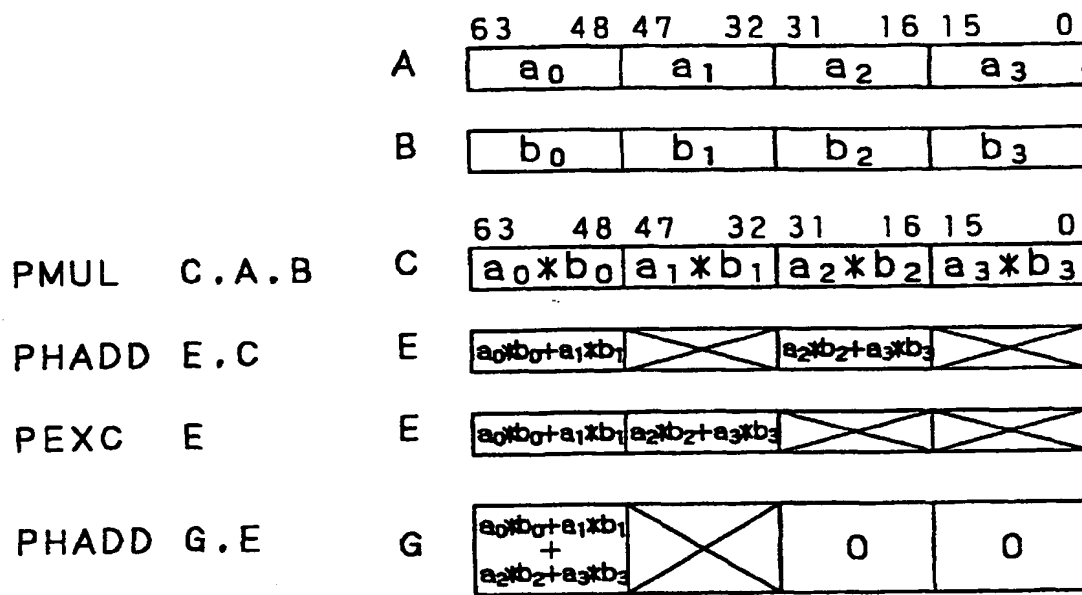 63 48 47 32 31 16 15 0
A a0 a1 a2 a3
B b0 b1 b2 b3
63 48 47 32 31 16 15 0
PMUL C.A.B C a0*b0 a1*b1 a2*b2 a3*b3
PHADD E.C E a0*b0+a1*b1 a2*b2+a3*b3
PEXC E E a0*b0+a1*b1 a2*b2+a3*b3
a0*b0+a1*b1
PHADD G.E G + 0 0
a2*b2+a3*b3